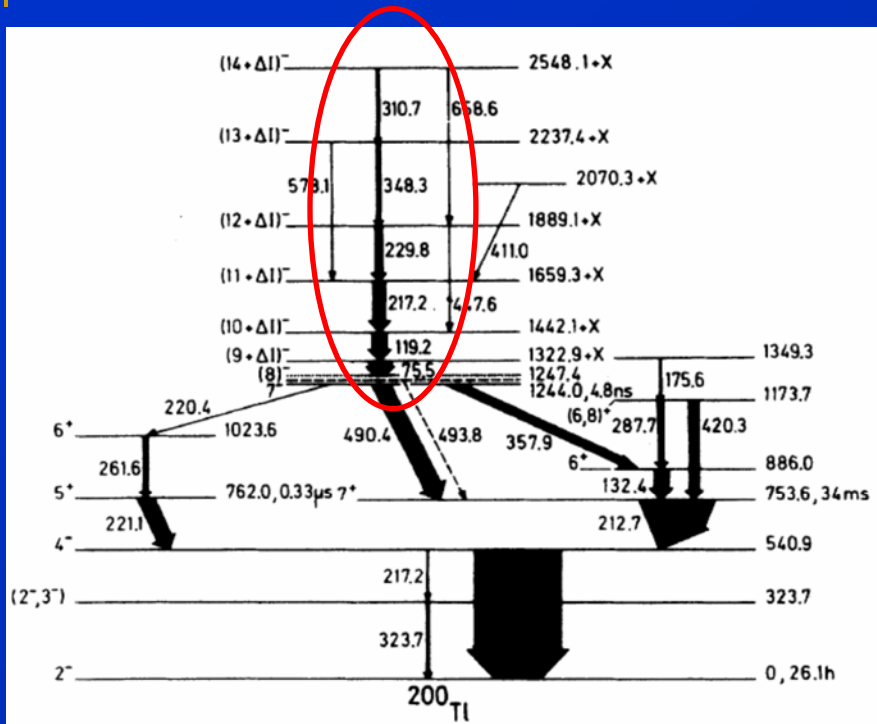 (14+ΔI)⁻ 2548.1+X
310.7 658.6
(13+ΔI)⁻ 2237.4+X
578.1 348.3 2070.3+X
(12+ΔI)⁻ 1889.1+X
229.8 411.0
(11+ΔI)⁻ 1659.3+X
217.2 447.6
(10+ΔI)⁻ 1442.1+X
119.2
(9+ΔI)⁻ 1322.9+X 1349.3
(8)⁻ 75.5 1247.4 175.6
7⁻ 1244.0, 4.8ns 1173.7
220.4 (6,8)⁺
6⁺ 1023.6 490.4 493.8 357.9 287.7 420.3
261.6 6⁺ 886.0
132.4
5⁺ 762.0, 0.33μs 7⁺ 753.6, 34ms
221.1 212.7
4⁻ 540.9
217.2
(2⁻,3⁻) 323.7
323.7
2⁻ 0, 26.1h
²⁰⁰Tl